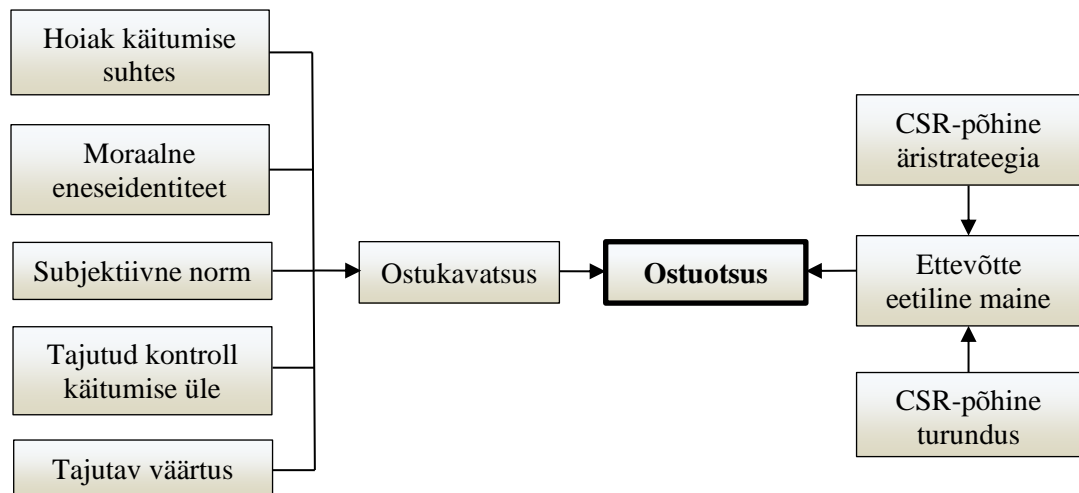 Hoiak käitumise
suhtes
Moraalne
eneseidentiteet
Subjektiivne norm
Tajutud kontroll
käitumise üle
Tajutav väärtus
Ostukavatsus
Ostuotsus
CSR-põhine
äristrateegia
Ettevõtte
eetiline maine
CSR-põhine
turundus